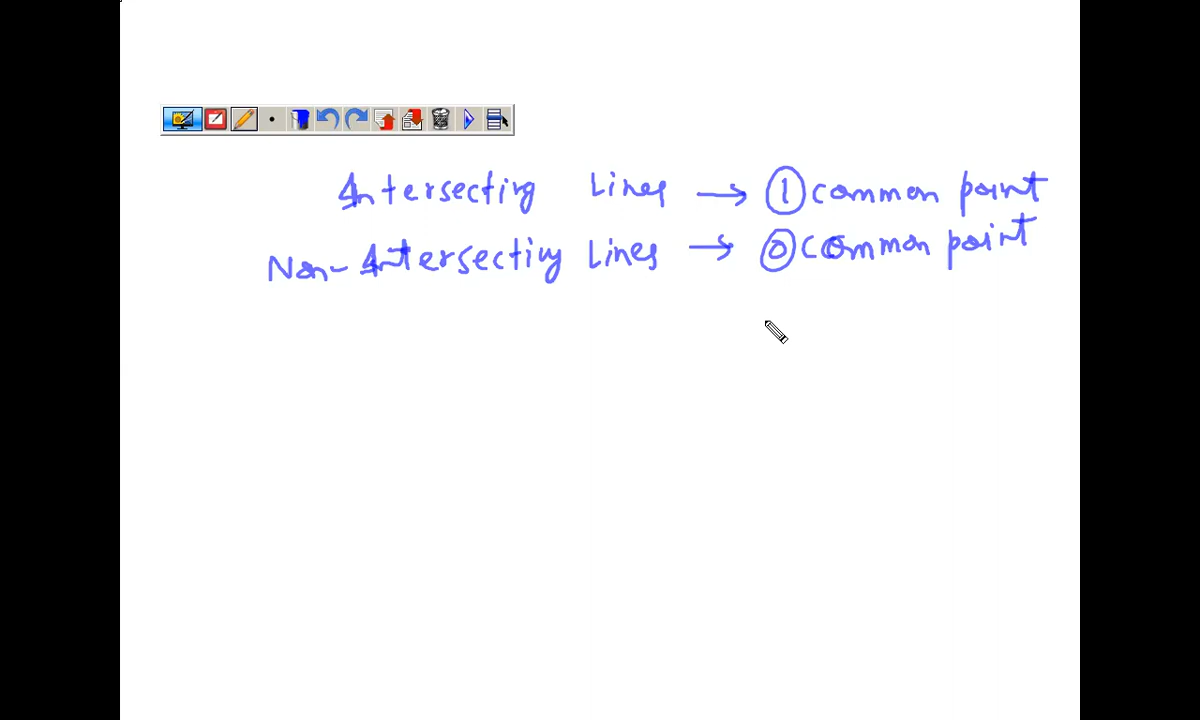 Intersecting Lines → 1 common point
Non-Intersecting Lines → 0 common point